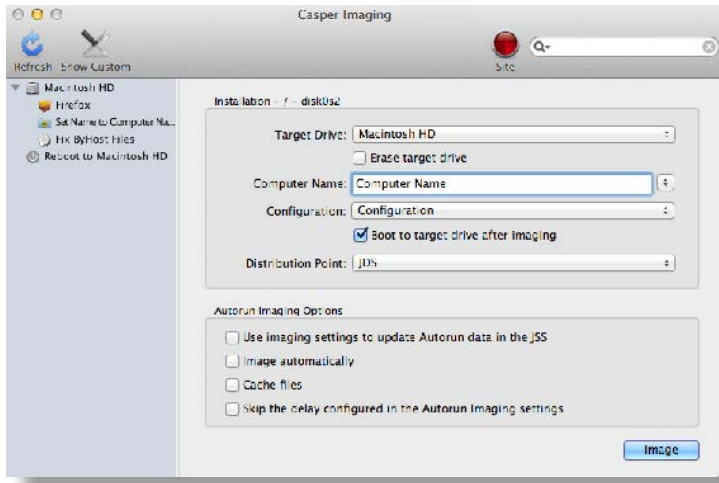 Casper Imaging
Refresh Show Custom
Site
Macintosh HD
Firefox
Set Name to Computer Na...
Fix ByHost Files
Reboot to Macintosh HD
Installation - / - disk0s2
Target Drive: Macintosh HD
Erase target drive
Computer Name: Computer Name
Configuration: Configuration
Boot to target drive after imaging
Distribution Point: JDS
Autorun Imaging Options
Use imaging settings to update Autorun data in the JSS
Image automatically
Cache files
Skip the delay configured in the Autorun Imaging settings
Image